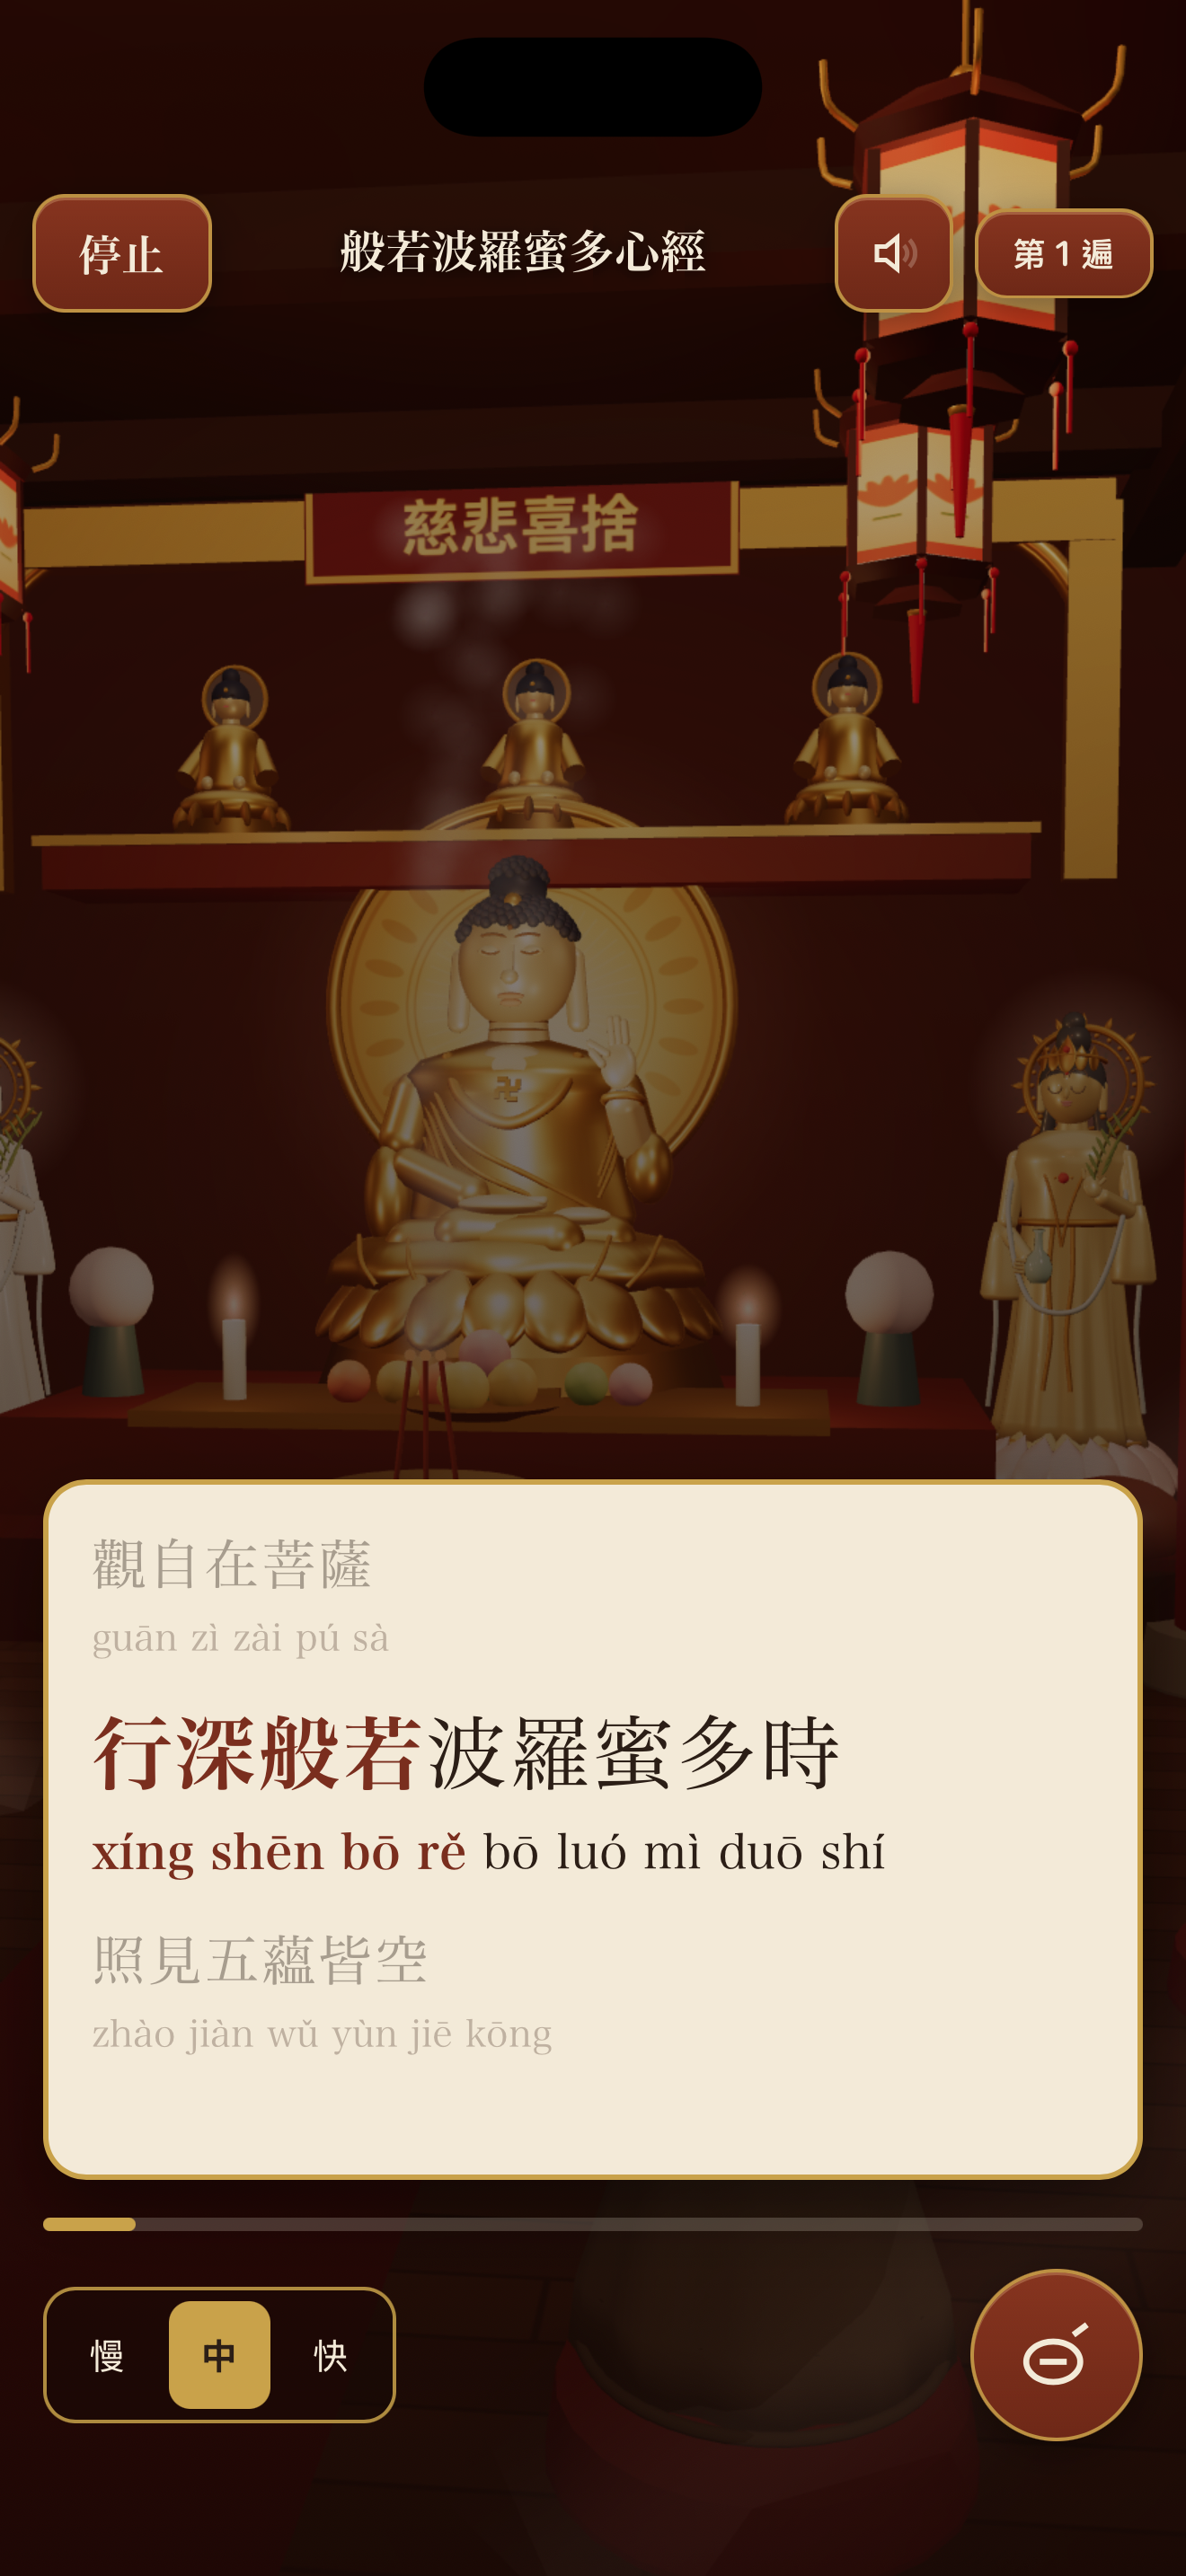 停止
般若波羅蜜多心經
第1遍
慈悲喜捨
卍
觀自在菩薩
guān zì zài pú sà
行深般若波羅蜜多時
xíng shēn bō rě bō luó mì duō shí
照見五蘊皆空
zhào jiàn wǔ yùn jiē kōng
慢 中 快